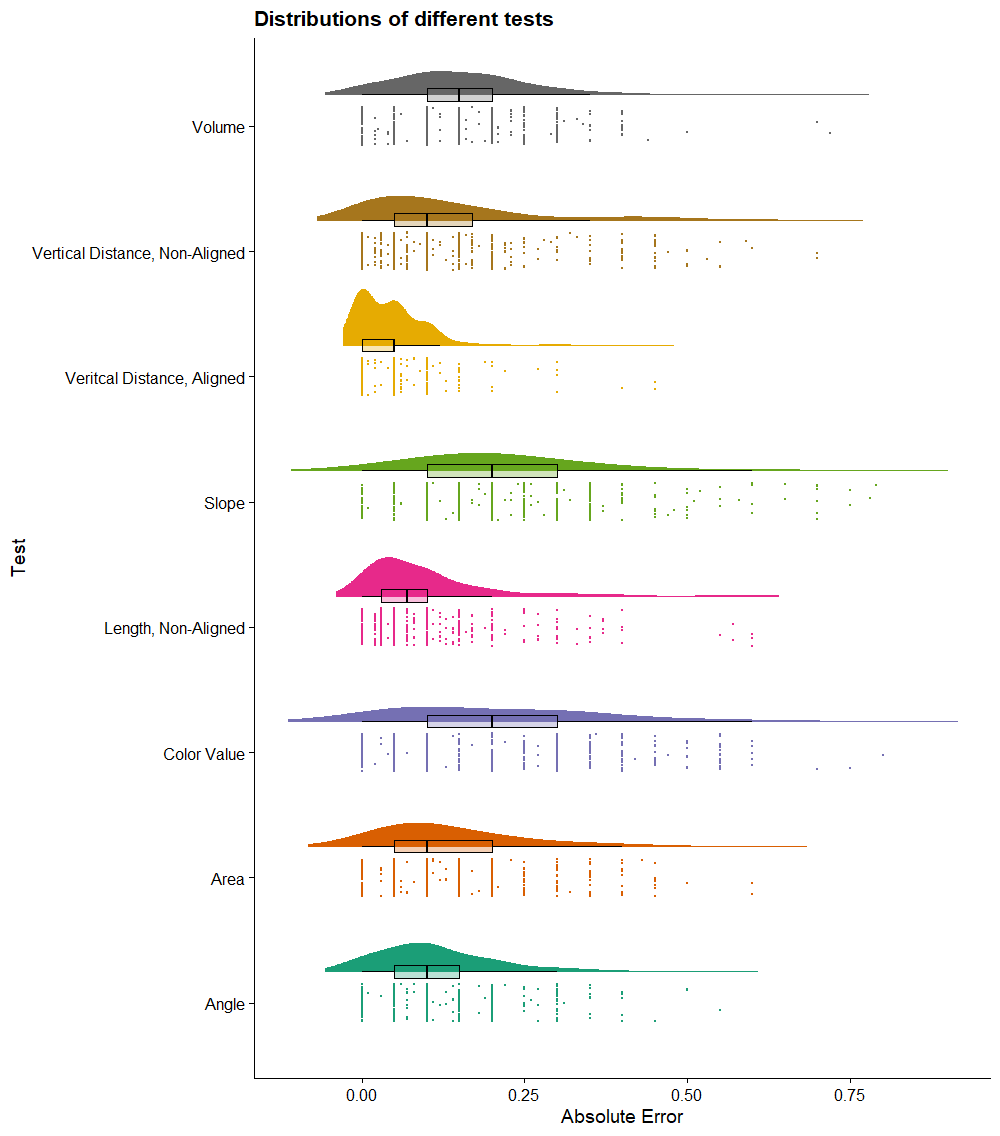 Distributions of different tests
Volume
Vertical Distance, Non-Aligned
Veritcal Distance, Aligned
Slope
Test
Length, Non-Aligned
Color Value
Area
Angle
0.00 0.25 0.50 0.75
Absolute Error